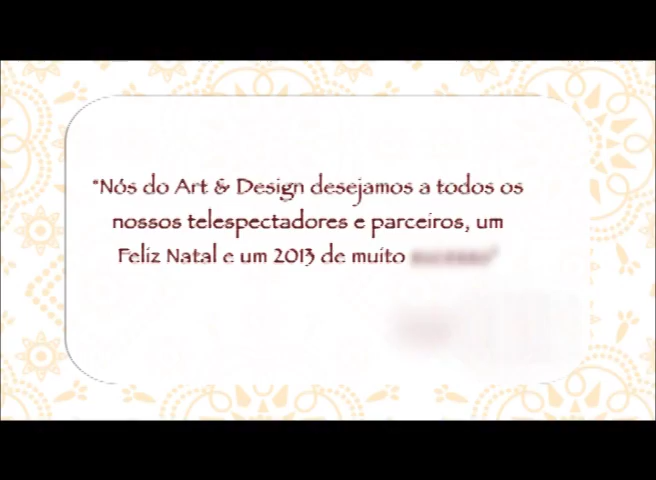 "Nós do Art & Design desejamos a todos os
nossos telespectadores e parceiros, um
Feliz Natal e um 2013 de muito